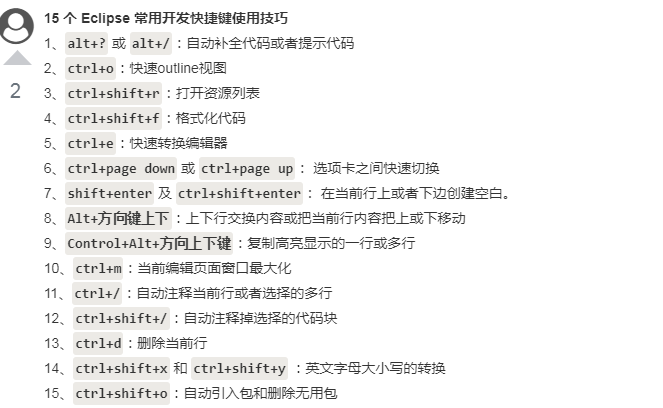 15 个 Eclipse 常用开发快捷键使用技巧
1、alt+? 或 alt+/：自动补全代码或者提示代码
2、ctrl+o：快速outline视图
2
3、ctrl+shift+r：打开资源列表
4、ctrl+shift+f：格式化代码
5、ctrl+e：快速转换编辑器
6、ctrl+page down 或 ctrl+page up： 选项卡之间快速切换
7、shift+enter 及 ctrl+shift+enter： 在当前行上或者下边创建空白。
8、Alt+方向键上下：上下行交换内容或把当前行内容把上或下移动
9、Control+Alt+方向上下键：复制高亮显示的一行或多行
10、ctrl+m：当前编辑页面窗口最大化
11、ctrl+/：自动注释当前行或者选择的多行
12、ctrl+shift+/：自动注释掉选择的代码块
13、ctrl+d：删除当前行
14、ctrl+shift+x 和 ctrl+shift+y ：英文字母大小写的转换
15、ctrl+shift+o：自动引入包和删除无用包